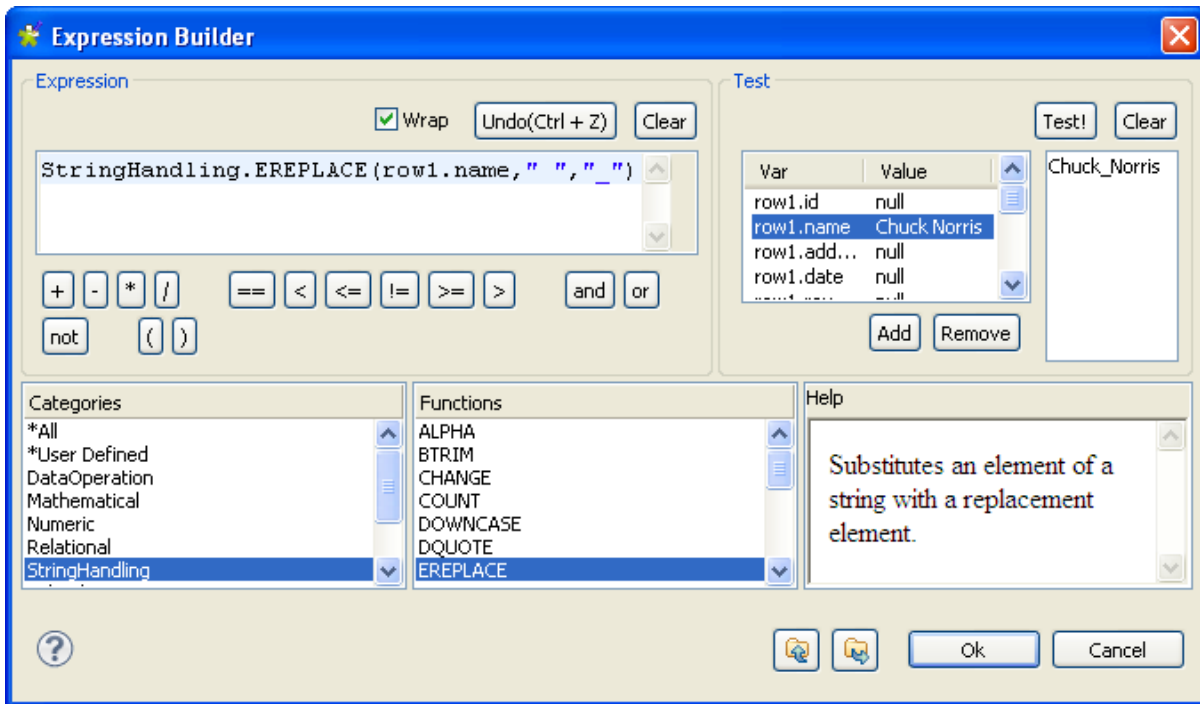 Expression Builder
Expression
Wrap
Undo(Ctrl + Z)
Clear
StringHandling.EREPLACE(row1.name," ","_")
+ - * / == < <= != >= > and or
not ( )
Test
Test! Clear
Var Value
row1.id null
row1.name Chuck Norris
row1.add... null
row1.date null
Chuck_Norris
Add Remove
Categories
*All
*User Defined
DataOperation
Mathematical
Numeric
Relational
StringHandling
Functions
ALPHA
BTRIM
CHANGE
COUNT
DOWNCASE
DQUOTE
EREPLACE
Help
Substitutes an element of a
string with a replacement
element.
?
Ok Cancel